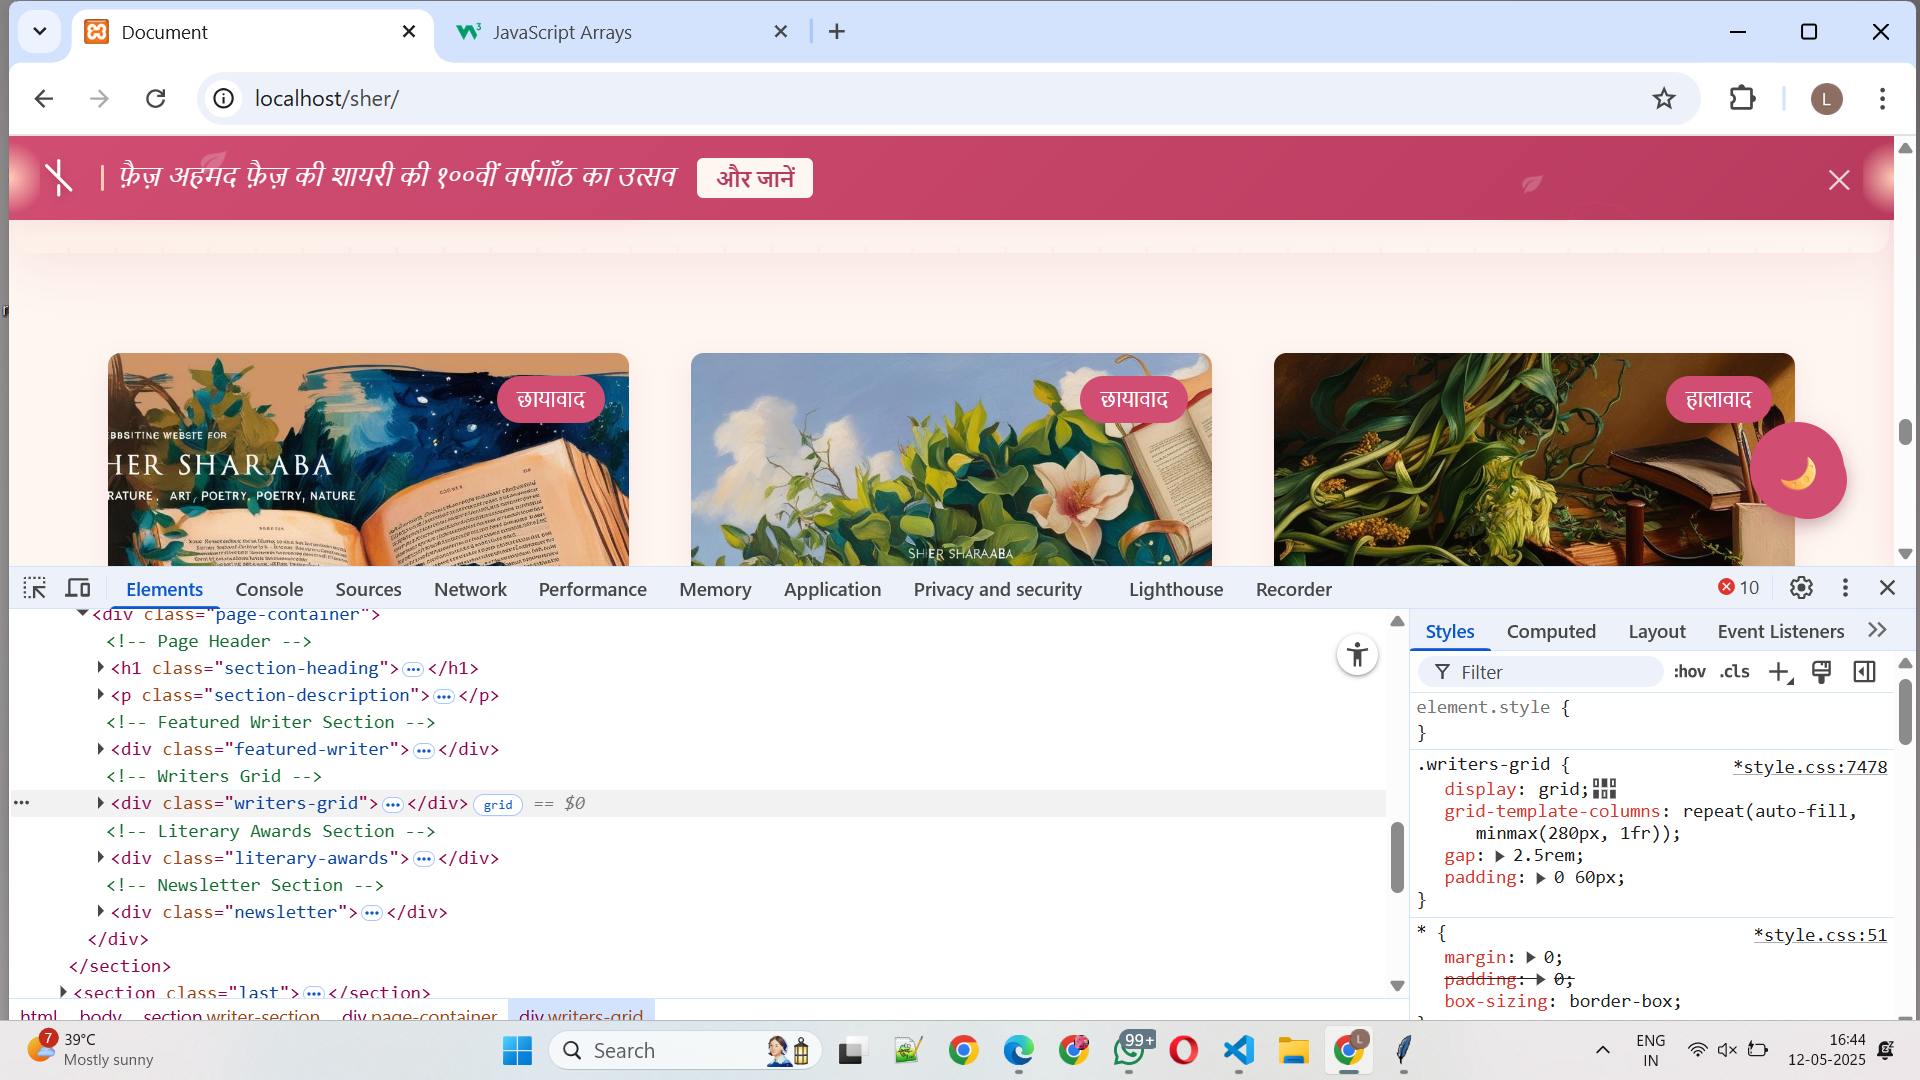 Document
JavaScript Arrays
localhost/sher/
L
| फ़ैज़ अहमद फ़ैज़ की शायरी की १००वीं वर्षगाँठ का उत्सव
और जानें
छायावाद
छायावाद
हालावाद
EBBSITING WEBSTE FOR
HER SHARABA
RATURE . ART, POETRY, POETRY, NATURE
SHIER SHARAABA
Elements Console Sources Network Performance Memory Application Privacy and security Lighthouse Recorder
10
<div class="page-container">
<!-- Page Header -->
<h1 class="section-heading">…</h1>
<p class="section-description">…</p>
<!-- Featured Writer Section -->
<div class="featured-writer">…</div>
<!-- Writers Grid -->
<div class="writers-grid">…</div> grid == $0
<!-- Literary Awards Section -->
<div class="literary-awards">…</div>
<!-- Newsletter Section -->
<div class="newsletter">…</div>
</div>
</section>
<section class="last">…</section>
html body section.writer-section div.page-container div.writers-grid
Styles Computed Layout Event Listeners
Filter :hov .cls
element.style {
}
.writers-grid { *style.css:7478
display: grid;
grid-template-columns: repeat(auto-fill,
minmax(280px, 1fr));
gap: 2.5rem;
padding: 0 60px;
}
* { *style.css:51
margin: 0;
padding: 0;
box-sizing: border-box;
7
39°C
Mostly sunny
Search
99+
L
ENG
IN
16:44
12-05-2025